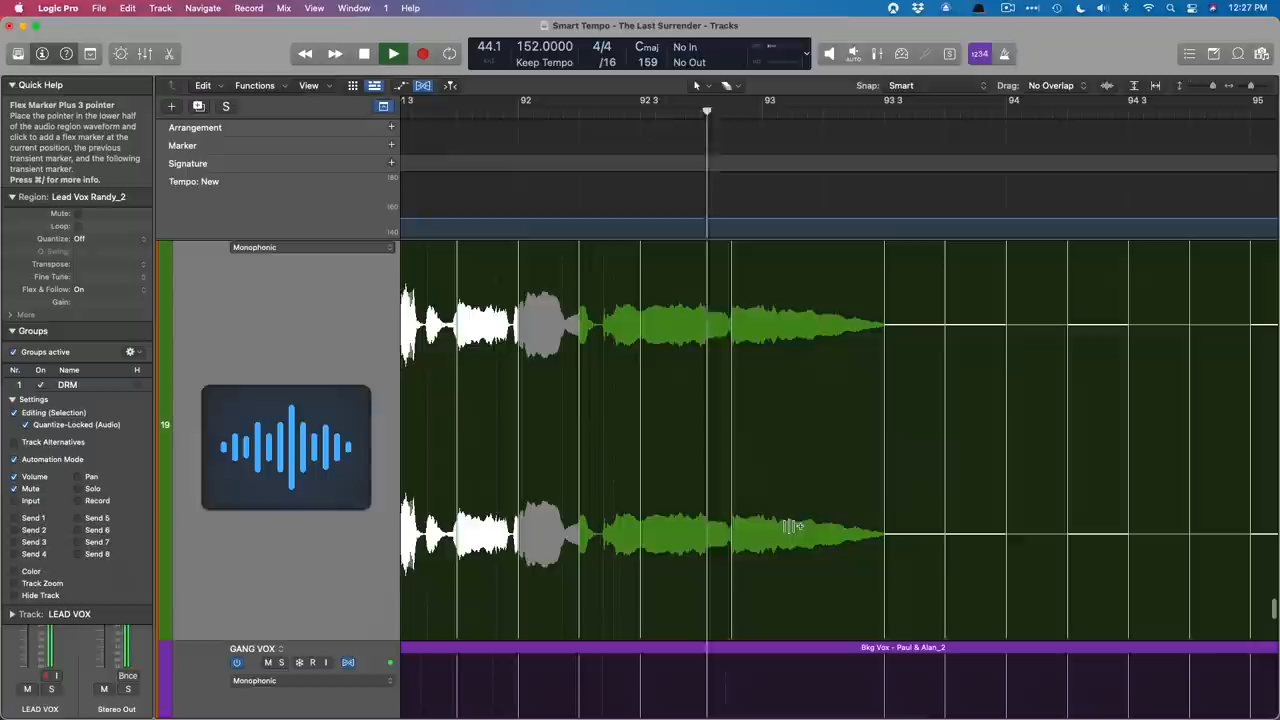 Logic Pro File Edit Track Navigate Record Mix View Window 1 Help 12:27 PM
Smart Tempo - The Last Surrender - Tracks
44.1 152.0000 4/4 Cmaj No In
Keep Tempo /16 159 No Out
AUTO S 1234
Quick Help
Flex Marker Plus 3 pointer
Place the pointer in the lower half
of the audio region waveform and
click to add a flex marker at the
current position, the previous
transient marker, and the following
transient marker.
Press ⌘/ for more info.
Region: Lead Vox Randy_2
Mute:
Loop:
Quantize: Off
Q-Swing:
Transpose:
Fine Tune:
Flex & Follow: On
Gain:
More
Groups
Groups active
Nr. On Name H
1 DRM
Settings
Editing (Selection)
Quantize-Locked (Audio)
Track Alternatives
Automation Mode
Volume Pan
Mute Solo
Input Record
Send 1 Send 5
Send 2 Send 6
Send 3 Send 7
Send 4 Send 8
Color
Track Zoom
Hide Track
Track: LEAD VOX
I Bnce
M S M S
LEAD VOX Stereo Out
Edit Functions View Snap: Smart Drag: No Overlap
S
1 3 92 92 3 93 93 3 94 94 3 95
Arrangement
Marker
Signature
Tempo: New
180
160
140
Monophonic
19
GANG VOX
M S R I
Monophonic
Bkg Vox - Paul & Alan_2